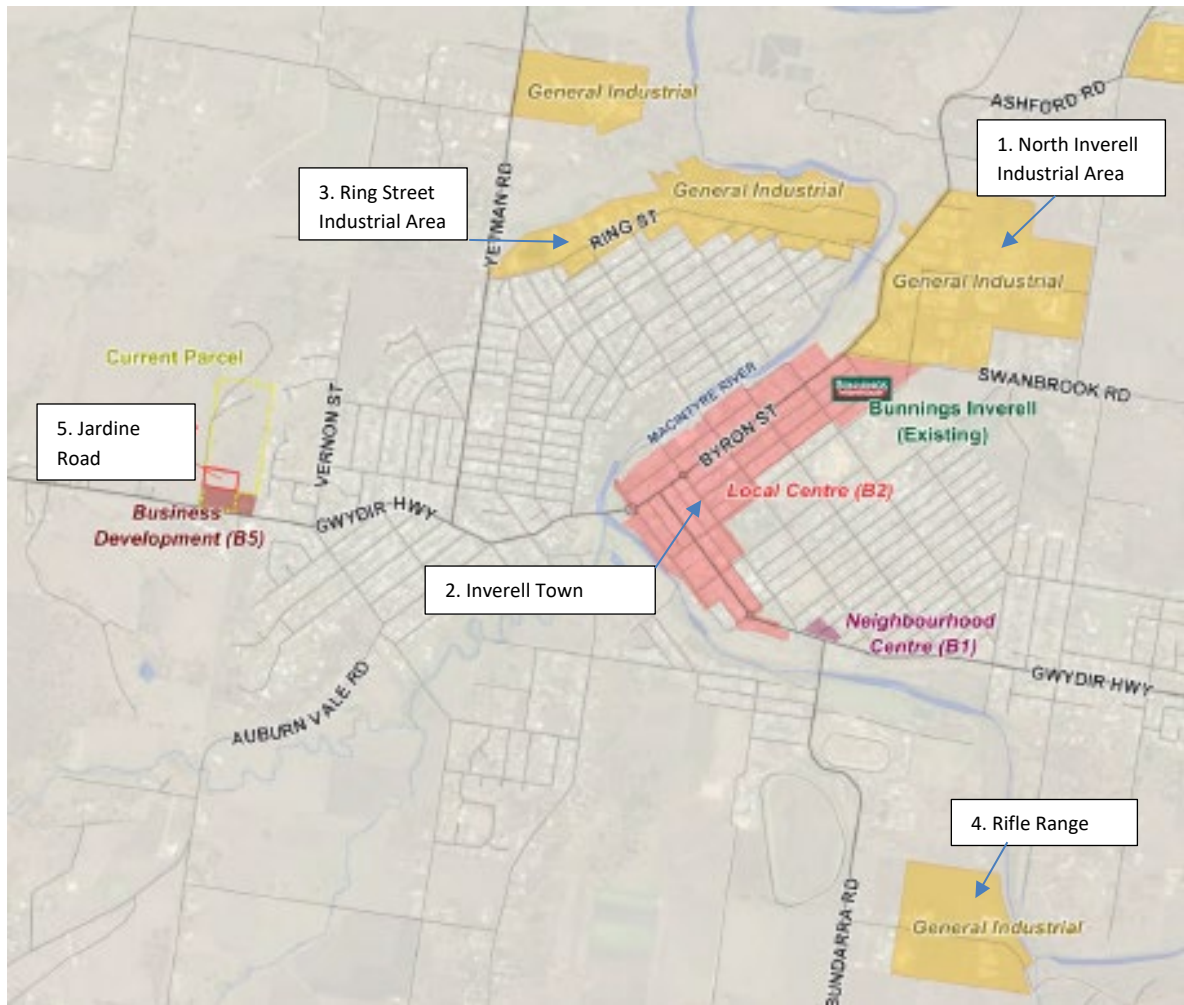 General Industrial
ASHFORD RD
1. North Inverell
Industrial Area
3. Ring Street
Industrial Area
General Industrial
YETMAN RD
RING ST
General Industrial
Current Parcel
VERNON ST
MACINTYRE RIVER
SWANBROOK RD
BUNNINGS
Bunnings Inverell
(Existing)
5. Jardine
Road
BYRON ST
Local Centre (B2)
Business
Development (B5)
GWYDIR HWY
2. Inverell Town
Neighbourhood
Centre (B1)
GWYDIR HWY
AUBURN VALE RD
4. Rifle Range
BUNDARRA RD
General Industrial